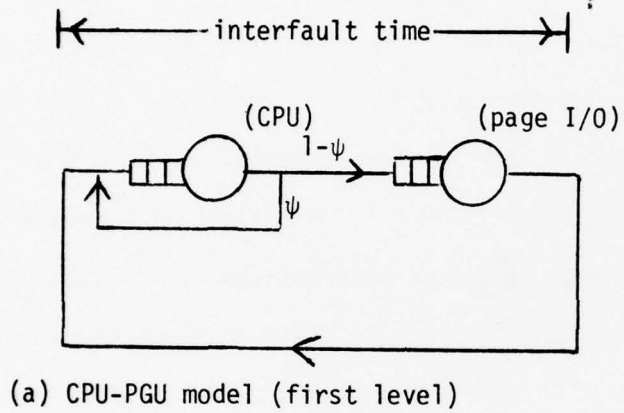 interfault time
(CPU)
(page I/O)
1-ψ
ψ
(a) CPU-PGU model (first level)